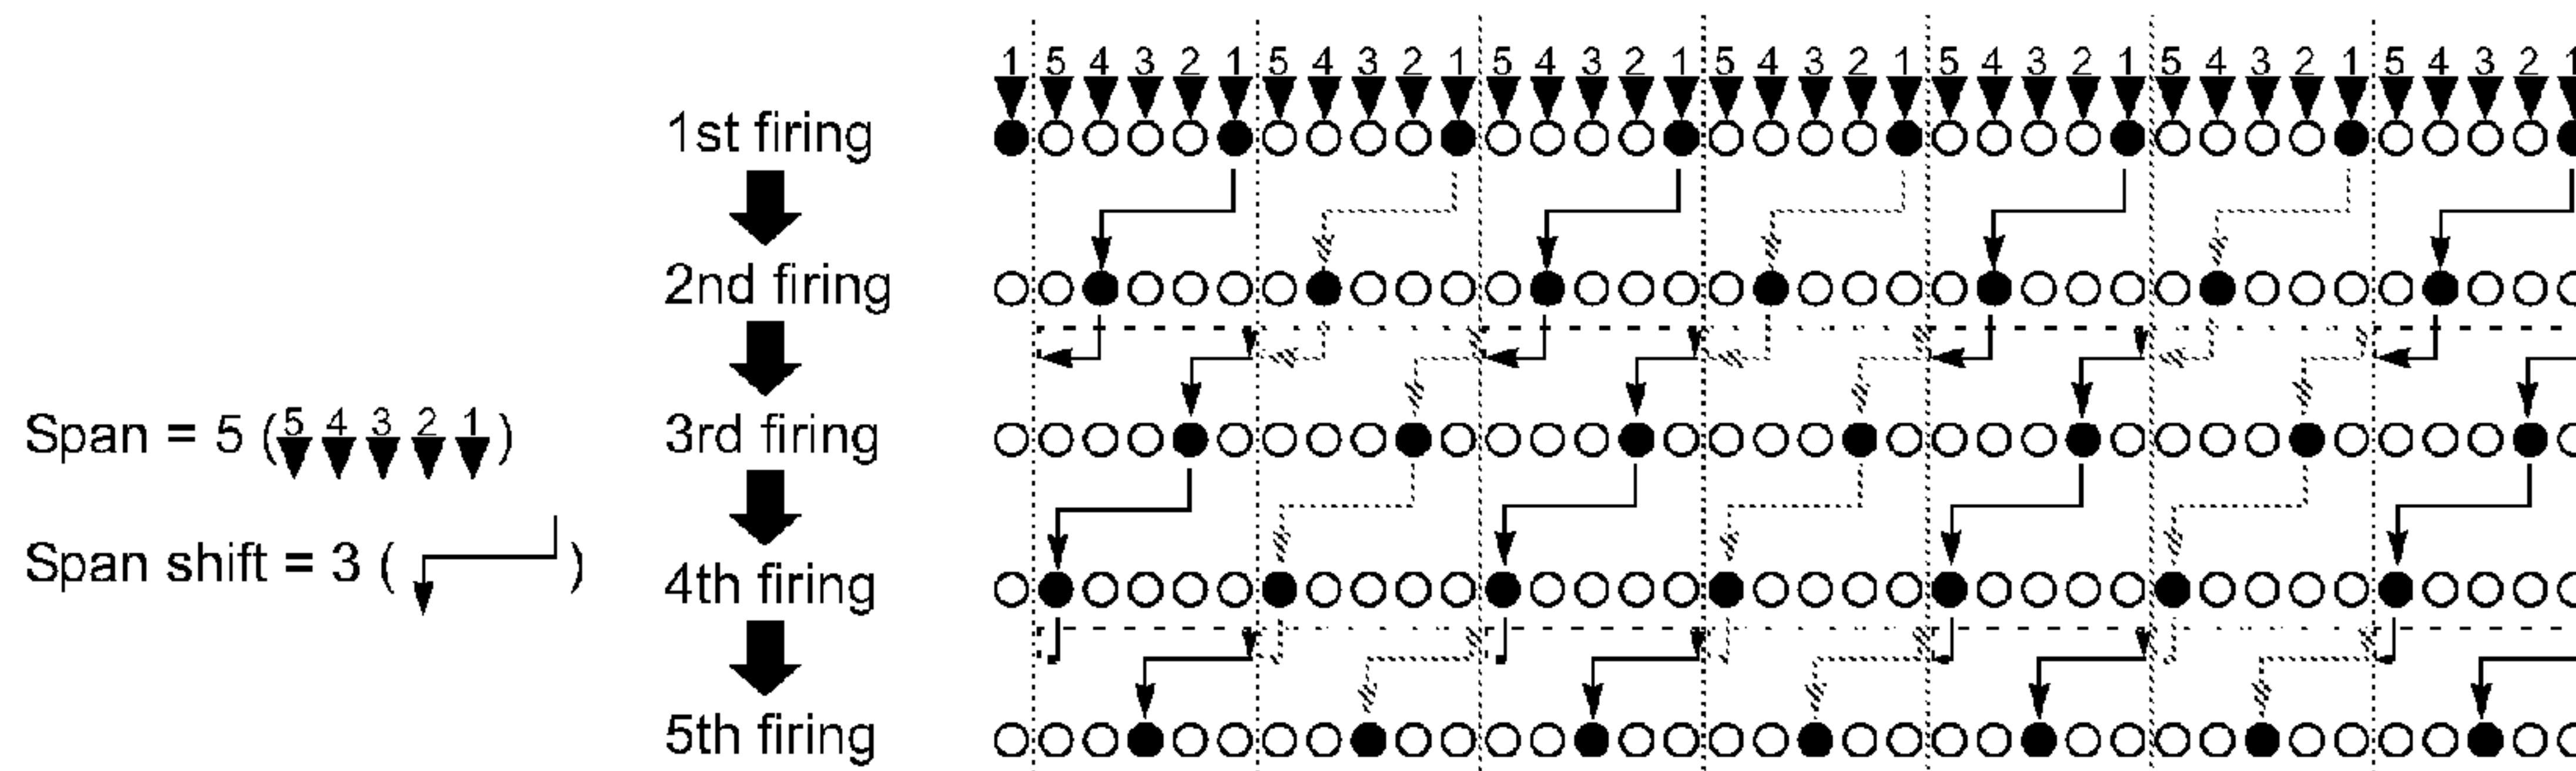 1 5 4 3 2 1 5 4 3 2 1 5 4 3 2 1 5 4 3 2 1 5 4 3 2 1 5 4 3 2 1 5 4 3 2 1
1st firing
2nd firing
5 4 3 2 1
Span = 5 ( )
3rd firing
Span shift = 3 ( )
4th firing
5th firing